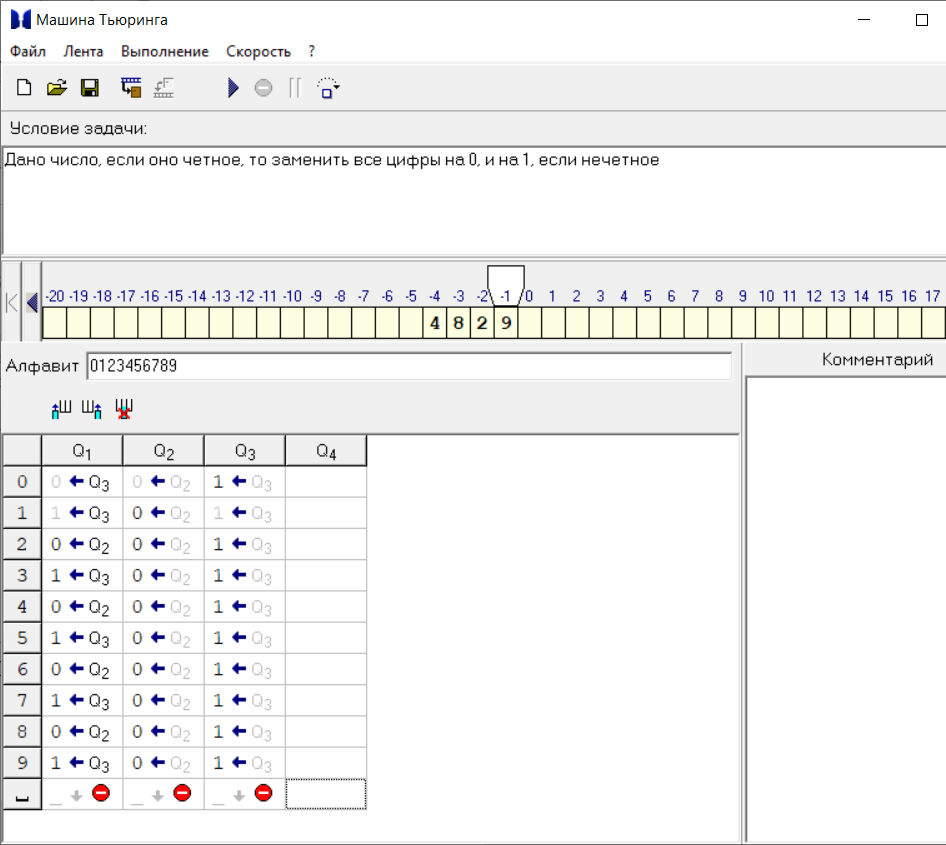 Машина Тьюринга
Файл Лента Выполнение Скорость ?
Условие задачи:
Дано число, если оно четное, то заменить все цифры на 0, и на 1, если нечетное
-20 -19 -18 -17 -16 -15 -14 -13 -12 -11 -10 -9 -8 -7 -6 -5 -4 -3 -2 -1 0 1 2 3 4 5 6 7 8 9 10 11 12 13 14 15 16 17
4 8 2 9
Алфавит 0123456789
Комментарий
Q1 Q2 Q3 Q4
0 0 ← Q3 0 ← Q2 1 ← Q3
1 1 ← Q3 0 ← Q2 1 ← Q3
2 0 ← Q2 0 ← Q2 1 ← Q3
3 1 ← Q3 0 ← Q2 1 ← Q3
4 0 ← Q2 0 ← Q2 1 ← Q3
5 1 ← Q3 0 ← Q2 1 ← Q3
6 0 ← Q2 0 ← Q2 1 ← Q3
7 1 ← Q3 0 ← Q2 1 ← Q3
8 0 ← Q2 0 ← Q2 1 ← Q3
9 1 ← Q3 0 ← Q2 1 ← Q3
␣ _ ↓ _ ↓ _ ↓